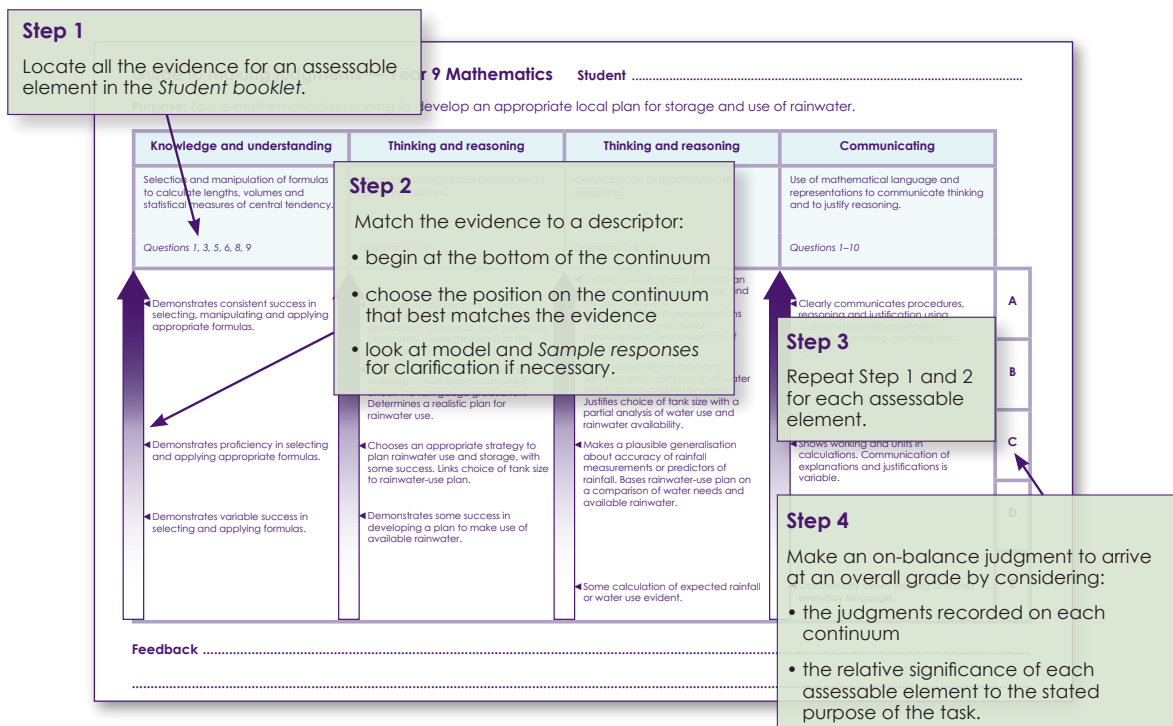 Step 1
Locate all the evidence for an assessable
element in the Student booklet.
9 Mathematics Student
develop an appropriate local plan for storage and use of rainwater.
Knowledge and understanding
Selection and manipulation of formulas
to calculate lengths, volumes and
statistical measures of central tendency.
Questions 1, 3, 5, 6, 8, 9
Demonstrates consistent success in
selecting, manipulating and applying
appropriate formulas.
Demonstrates proficiency in selecting
and applying appropriate formulas.
Demonstrates variable success in
selecting and applying formulas.
Thinking and reasoning
Step 2
Match the evidence to a descriptor:
• begin at the bottom of the continuum
• choose the position on the continuum
that best matches the evidence
• look at model and Sample responses
for clarification if necessary.
Determines a realistic plan for
rainwater use.
Chooses an appropriate strategy to
plan rainwater use and storage, with
some success. Links choice of tank size
to rainwater-use plan.
Demonstrates some success in
developing a plan to make use of
available rainwater.
Thinking and reasoning
Justifies choice of tank size with a
partial analysis of water use and
rainwater availability.
Makes a plausible generalisation
about accuracy of rainfall
measurements or predictors of
rainfall. Bases rainwater-use plan on
a comparison of water needs and
available rainwater.
Some calculation of expected rainfall
or water use evident.
Communicating
Use of mathematical language and
representations to communicate thinking
and to justify reasoning.
Questions 1–10
Clearly communicates procedures,
reasoning and justification using
Step 3
Repeat Step 1 and 2
for each assessable
element.
Shows working and units in
calculations. Communication of
explanations and justifications is
variable.
A
B
C
D
Step 4
Make an on-balance judgment to arrive
at an overall grade by considering:
• the judgments recorded on each
continuum
• the relative significance of each
assessable element to the stated
purpose of the task.
everyday language.
Feedback